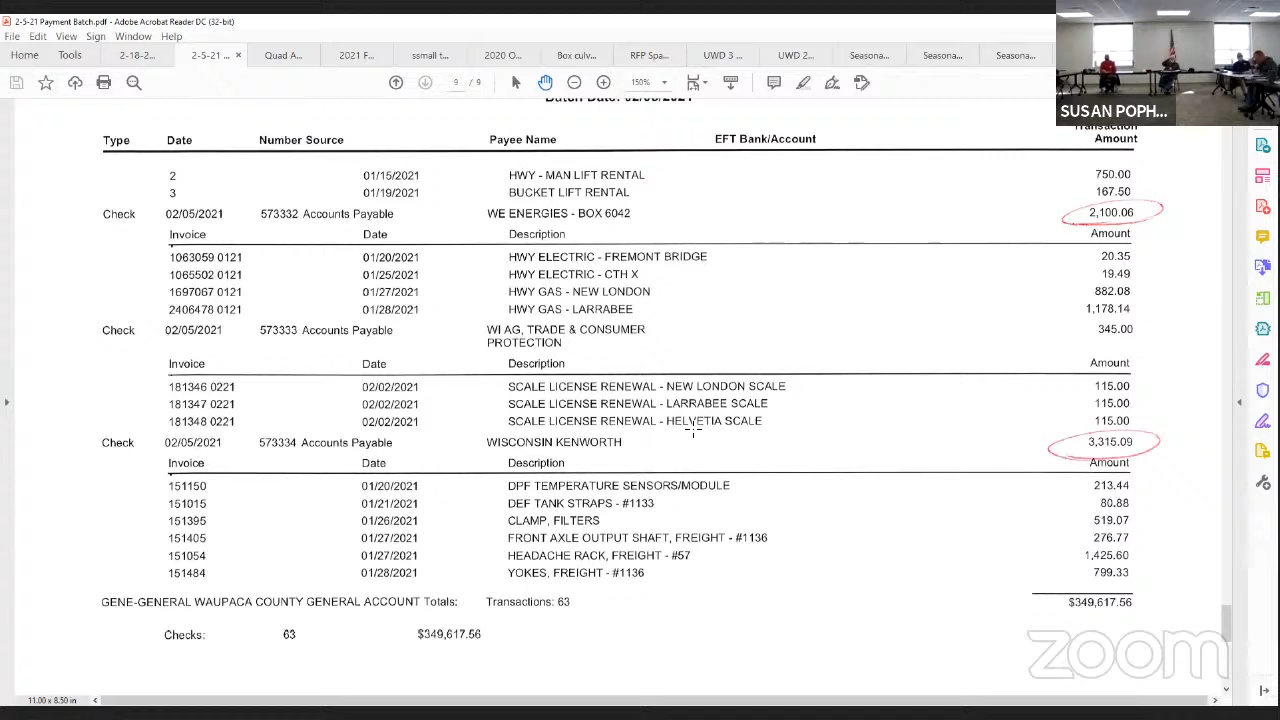 2-5-21 Payment Batch.pdf - Adobe Acrobat Reader DC (32-bit)
File Edit View Sign Window Help
Home Tools 2-18-2... 2-5-21 ... × Quad A... 2021 F... ssmall t... 2020 O... Box culv... RFP Spa... UWD 3... UWD 2... Seasona... Seasona... Seasona...
9 / 9 150%
SUSAN POPH...
Batch Date: 02/05/2021
Transaction
Type Date Number Source Payee Name EFT Bank/Account Amount
2 01/15/2021 HWY - MAN LIFT RENTAL 750.00
3 01/19/2021 BUCKET LIFT RENTAL 167.50
Check 02/05/2021 573332 Accounts Payable WE ENERGIES - BOX 6042 2,100.06
Invoice Date Description Amount
1063059 0121 01/20/2021 HWY ELECTRIC - FREMONT BRIDGE 20.35
1065502 0121 01/25/2021 HWY ELECTRIC - CTH X 19.49
1697067 0121 01/27/2021 HWY GAS - NEW LONDON 882.08
2406478 0121 01/28/2021 HWY GAS - LARRABEE 1,178.14
Check 02/05/2021 573333 Accounts Payable WI AG, TRADE & CONSUMER 345.00
PROTECTION
Invoice Date Description Amount
181346 0221 02/02/2021 SCALE LICENSE RENEWAL - NEW LONDON SCALE 115.00
181347 0221 02/02/2021 SCALE LICENSE RENEWAL - LARRABEE SCALE 115.00
181348 0221 02/02/2021 SCALE LICENSE RENEWAL - HELVETIA SCALE 115.00
Check 02/05/2021 573334 Accounts Payable WISCONSIN KENWORTH 3,315.09
Invoice Date Description Amount
151150 01/20/2021 DPF TEMPERATURE SENSORS/MODULE 213.44
151015 01/21/2021 DEF TANK STRAPS - #1133 80.88
151395 01/26/2021 CLAMP, FILTERS 519.07
151405 01/27/2021 FRONT AXLE OUTPUT SHAFT, FREIGHT - #1136 276.77
151054 01/27/2021 HEADACHE RACK, FREIGHT - #57 1,425.60
151484 01/28/2021 YOKES, FREIGHT - #1136 799.33
GENE-GENERAL WAUPACA COUNTY GENERAL ACCOUNT Totals: Transactions: 63 $349,617.56
Checks: 63 $349,617.56
zoom
11.00 x 8.50 in